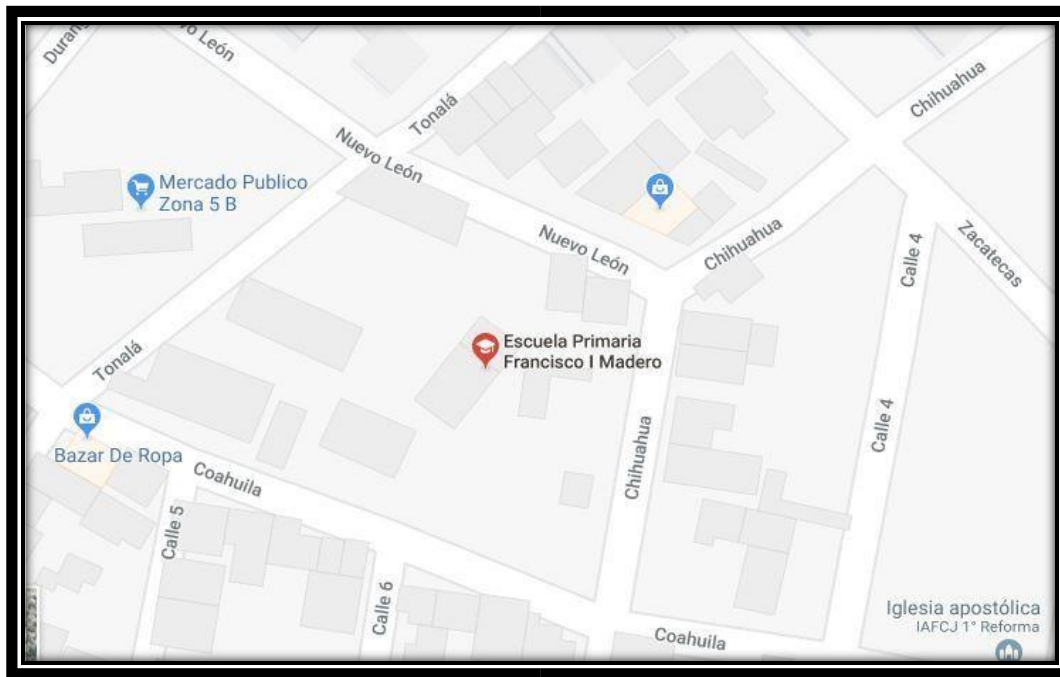 Durang
vo León
Tonalá
Chihuahua
Nuevo León
Mercado Publico
Zona 5 B
Nuevo León
Chihuahua
Calle 4
Zacatecas
Tonalá
Escuela Primaria
Francisco I Madero
Bazar De Ropa
Coahuila
Chihuahua
Calle 4
Calle 5
Calle 6
Coahuila
Iglesia apostólica
IAFCJ 1° Reforma